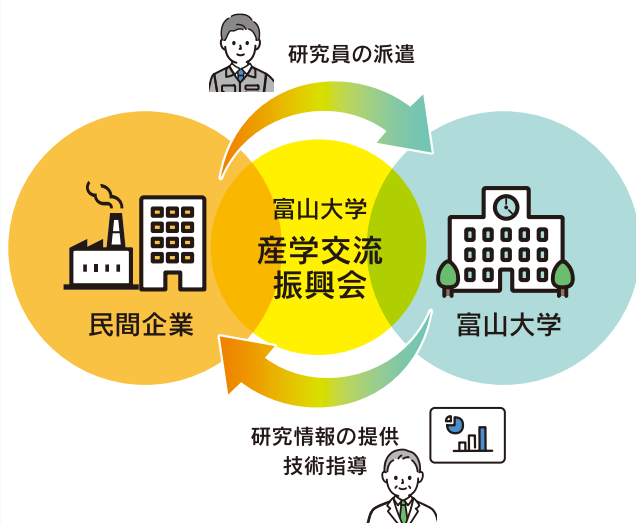 研究員の派遣
富山大学
産学交流
振興会
民間企業
富山大学
研究情報の提供
技術指導